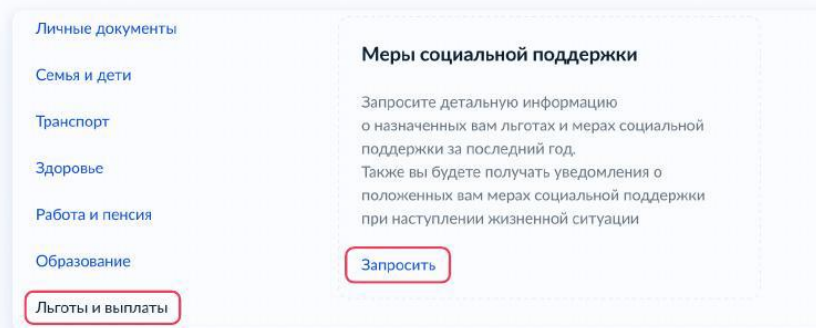 Личные документы
Семья и дети
Транспорт
Здоровье
Работа и пенсия
Образование
Льготы и выплаты
Меры социальной поддержки
Запросите детальную информацию
о назначенных вам льготах и мерах социальной
поддержки за последний год.
Также вы будете получать уведомления о
положенных вам мерах социальной поддержки
при наступлении жизненной ситуации
Запросить